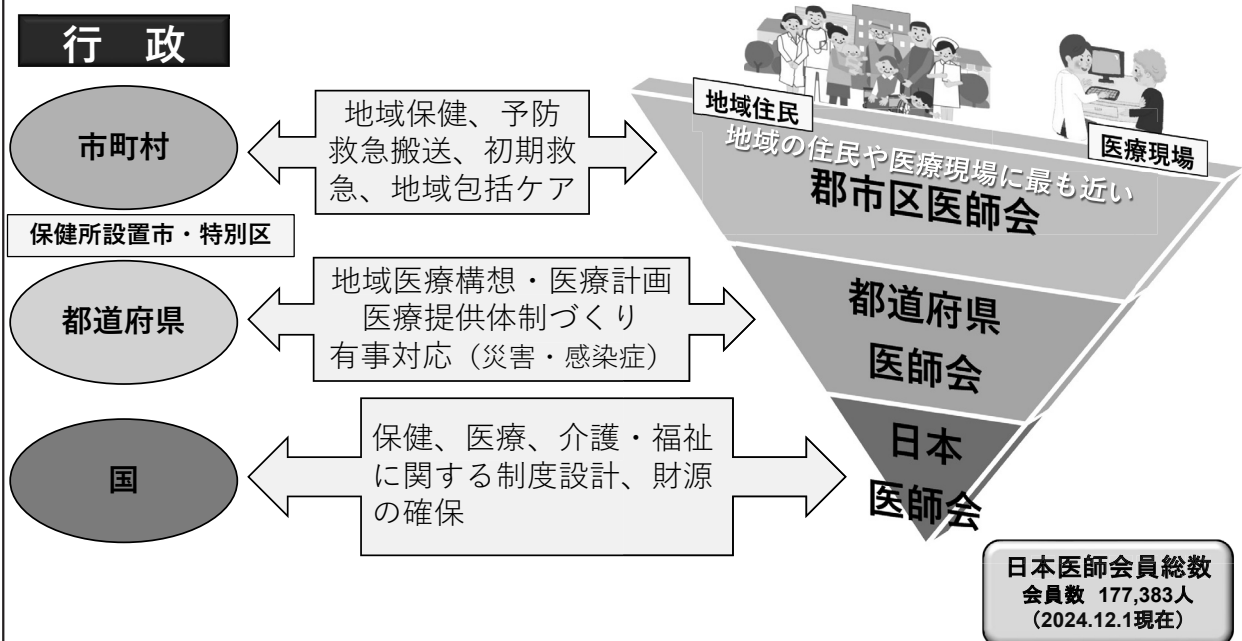 行 政
市町村
地域保健、予防
救急搬送、初期救
急、地域包括ケア
地域住民
医療現場
地域の住民や医療現場に最も近い
郡市区医師会
保健所設置市・特別区
都道府県
地域医療構想・医療計画
医療提供体制づくり
有事対応（災害・感染症）
都道府県
医師会
国
保健、医療、介護・福祉
に関する制度設計、財源
の確保
日本
医師会
日本医師会員総数
会員数 177,383人
（2024.12.1現在）